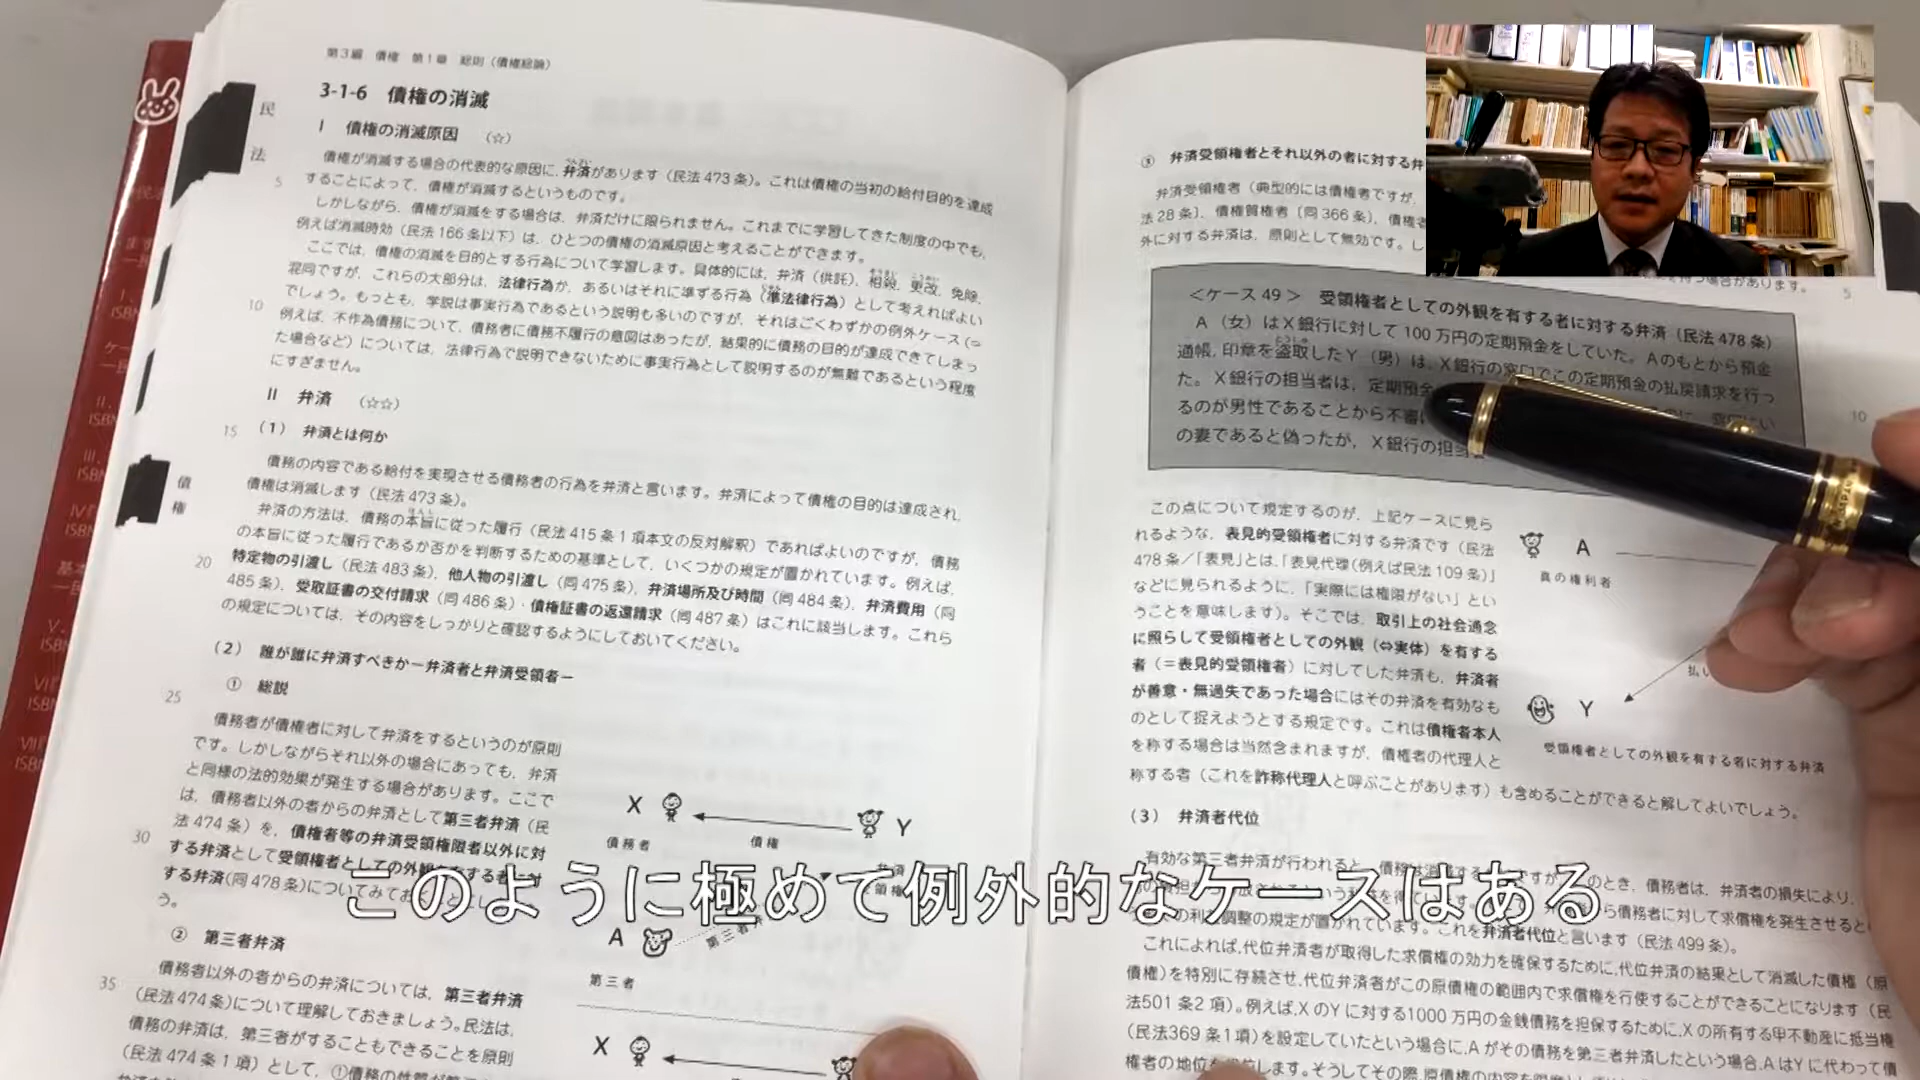 第3編 債権 第1章 総則（債権総論）
3-1-6 債権の消滅
I 債権の消滅原因 （☆）
債権が消滅する場合の代表的な原因に，弁済があります（民法473条）。これは債権の当初の給付目的を達成
することによって，債権が消滅するというものです。
しかしながら，債権が消滅をする場合は，弁済だけに限られません。これまでに学習してきた制度の中でも，
例えば消滅時効（民法166条以下）は，ひとつの債権の消滅原因と考えることができます。
ここでは，債権の消滅を目的とする行為について学習します。具体的には，弁済（供託），相殺，更改，免除，
混同ですが，これらの大部分は，法律行為か，あるいはそれに準ずる行為（準法律行為）として考えればよい
でしょう。もっとも，学説は事実行為であるという説明も多いのですが，それはごくわずかの例外ケース（⇨
例えば，不作為債務について，債務者に債務不履行の意図はあったが，結果的に債務の目的が達成できてしまっ
た場合など）については，法律行為で説明できないために事実行為として説明するのが無難であるという程度
にすぎません。
II 弁済 （☆☆）
（1） 弁済とは何か
債務の内容である給付を実現させる債務者の行為を弁済と言います。弁済によって債権の目的は達成され，
債権は消滅します（民法473条）。
弁済の方法は，債務の本旨に従った履行（民法415条1項本文の反対解釈）であればよいのですが，債務
の本旨に従った履行であるか否かを判断するための基準として，いくつかの規定が置かれています。例えば，
特定物の引渡し（民法483条），他人物の引渡し（同475条），弁済場所及び時間（同484条），弁済費用（同
485条），受取証書の交付請求（同486条）・債権証書の返還請求（同487条）はこれに該当します。これら
の規定については，その内容をしっかりと確認するようにしておいてください。
（2） 誰が誰に弁済すべきか―弁済者と弁済受領者―
① 総説
債務者が債権者に対して弁済をするというのが原則
です。しかしながらそれ以外の場合にあっても，弁済
と同様の法的効果が発生する場合があります。ここで
は，債務者以外の者からの弁済として第三者弁済（民
法474条）を，債権者等の弁済受領権限者以外に対
する弁済として受領権者としての外観を有する者に対
する弁済（同478条）についてみて
う。
X
Y
債務者
債権
A
第三者
② 第三者弁済
債務者以外の者からの弁済については，第三者弁済
（民法474条）について理解しておきましょう。民法は，
債務の弁済は，第三者がすることもできることを原則
（民法474条1項）として，
X
民
法
債
権
5
10
15
20
25
30
35
③ 弁済受領権者とそれ以外の者に対する弁
弁済受領権者（典型的には債権者ですが，
法28条］，債権質権者［同366条］，債権者
外に対する弁済は，原則として無効です。し
場合があります。
5
＜ケース49＞ 受領権者としての外観を有する者に対する弁済（民法478条）
A（女）はX銀行に対して100万円の定期預金をしていた。Aのもとから預金
通帳，印章を盗取したY（男）は，X銀行の窓口でこの定期預金の払戻請求を行っ
た。X銀行の担当者は，定期預金
るのが男性であることから不審
の妻であると偽ったが，X銀行の担当
10
この点について規定するのが，上記ケースに見ら
れるような，表見的受領権者に対する弁済です（民法
478条／「表見」とは，「表見代理（例えば民法109条）」
などに見られるように，「実際には権限がない」とい
うことを意味します）。そこでは，取引上の社会通念
に照らして受領権者としての外観（⇔実体）を有する
者（＝表見的受領権者）に対してした弁済も，弁済者
が善意・無過失であった場合にはその弁済を有効なも
のとして捉えようとする規定です。これは債権者本人
を称する場合は当然含まれますが，債権者の代理人と
称する者（これを詐称代理人と呼ぶことがあります）も含めることができると解してよいでしょう。
A
真の権利者
Y
受領権者としての外観を有する者に対する弁済
（3） 弁済者代位
有効な第三者弁済が行われると，債務は消滅する
の利害調整の規定が置かれています。これを弁済者代位と言います（民法499条）。
これによれば，代位弁済者が取得した求償権の効力を確保するために，代位弁済の結果として消滅した債権（原
債権）を特別に存続させ，代位弁済者がこの原債権の範囲内で求償権を行使することができることになります（民
法501条2項）。例えば，XのYに対する1000万円の金銭債務を担保するために，Xの所有する甲不動産に抵当権
（民法369条1項）を設定していたという場合に，Aがその債務を第三者弁済したという場合，AはYに代わって債
このように極めて例外的なケースはある